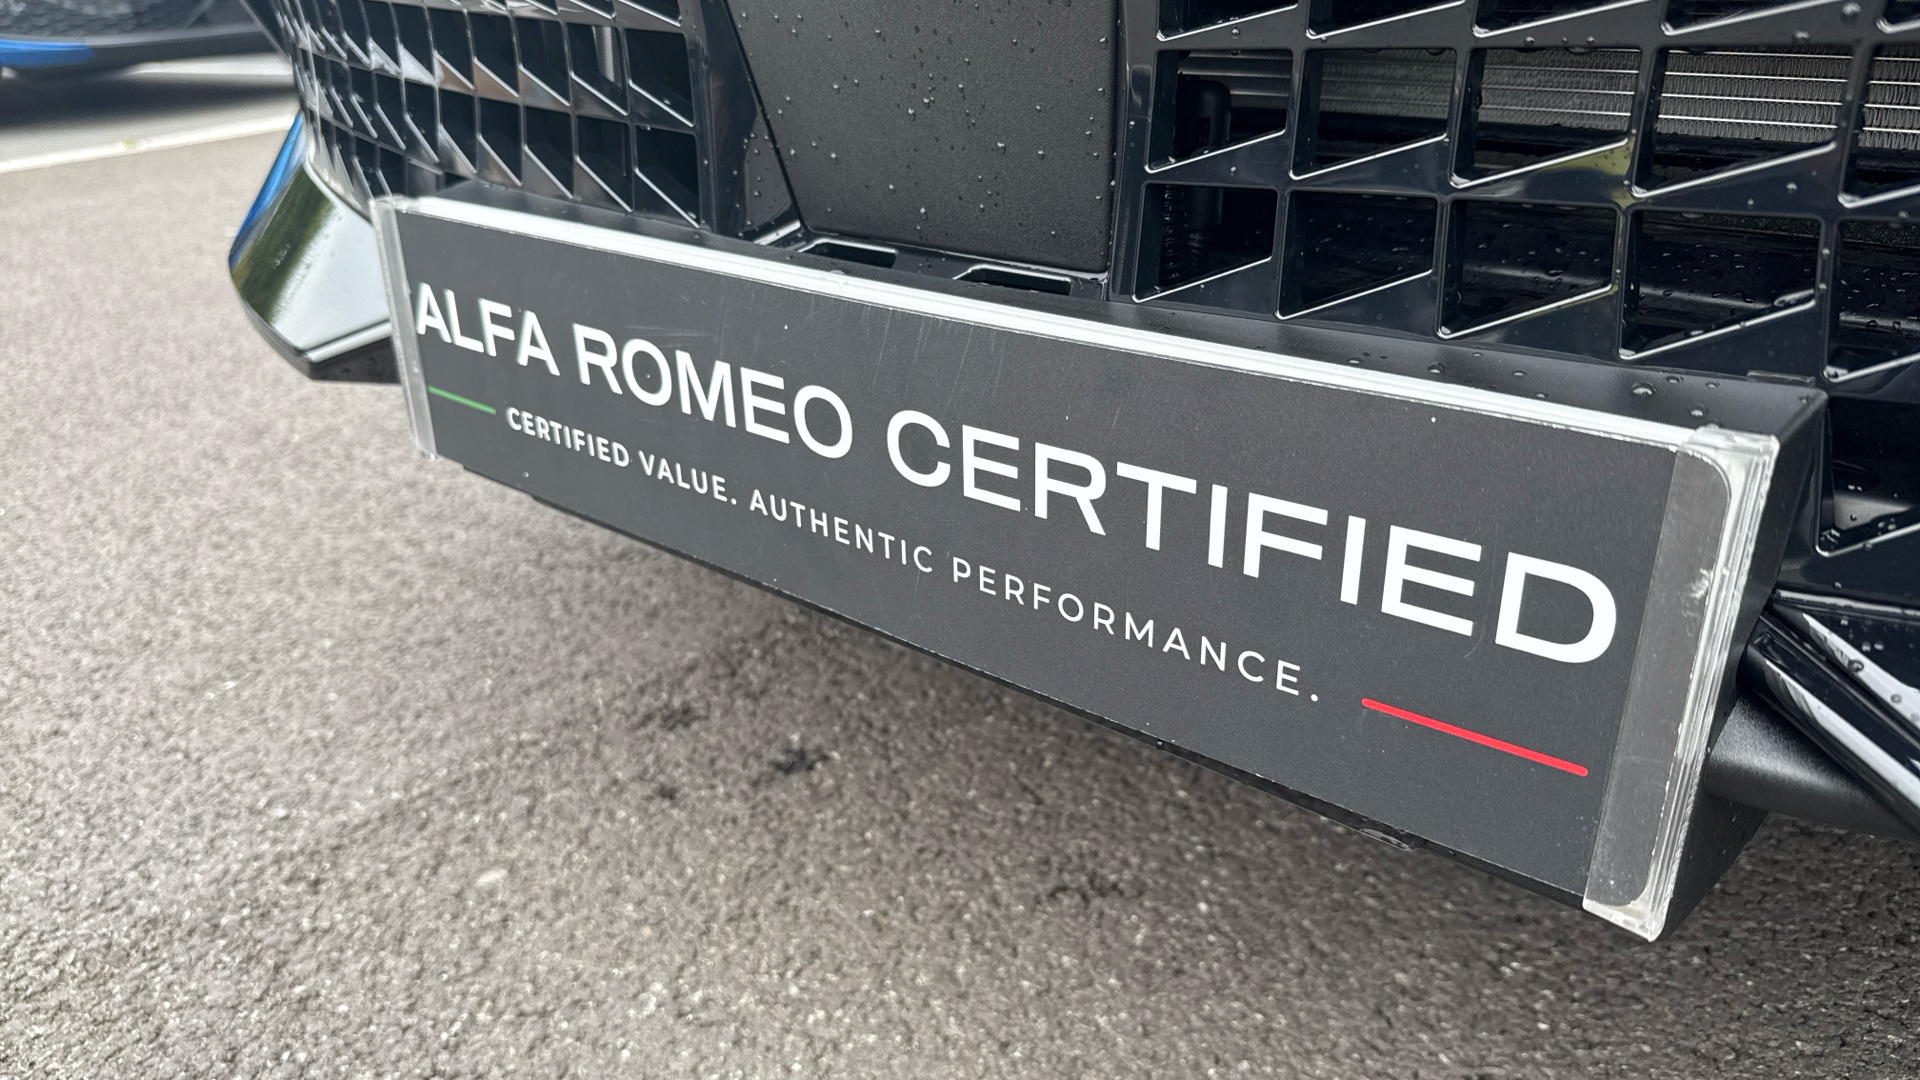 ALFA ROMEO CERTIFIED
CERTIFIED VALUE. AUTHENTIC PERFORMANCE.